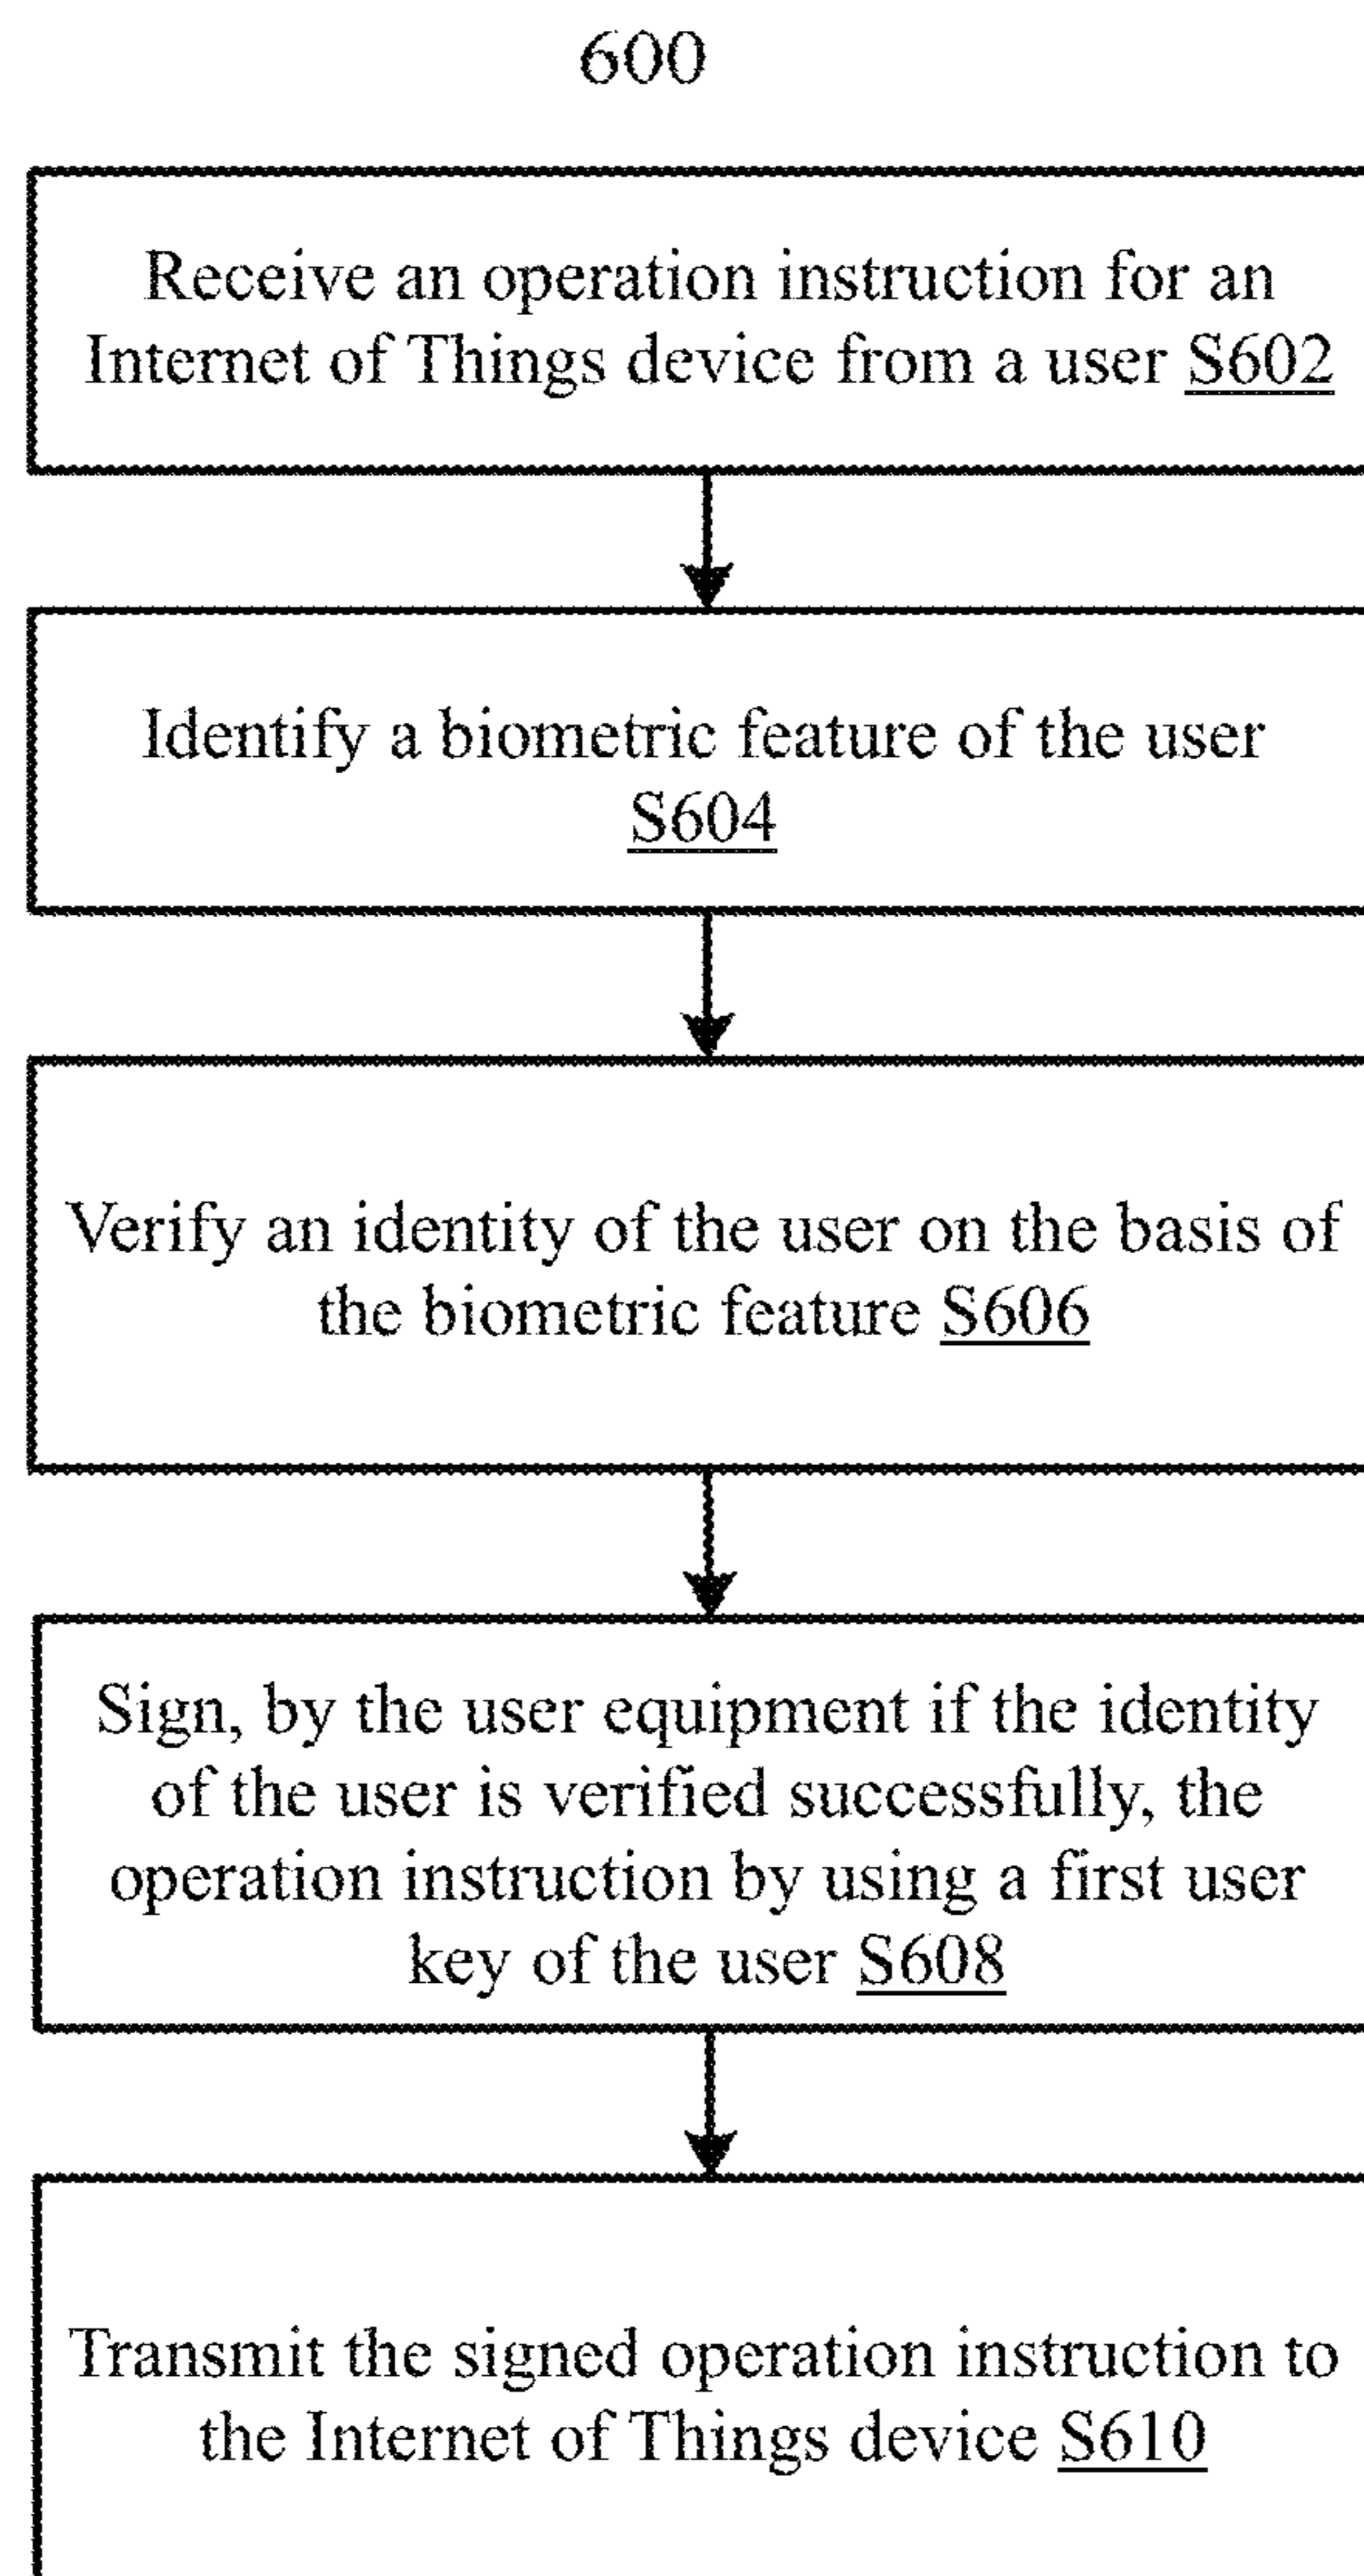 600
Receive an operation instruction for an
Internet of Things device from a user S602
Identify a biometric feature of the user
S604
Verify an identity of the user on the basis of
the biometric feature S606
Sign, by the user equipment if the identity
of the user is verified successfully, the
operation instruction by using a first user
key of the user S608
Transmit the signed operation instruction to
the Internet of Things device S610